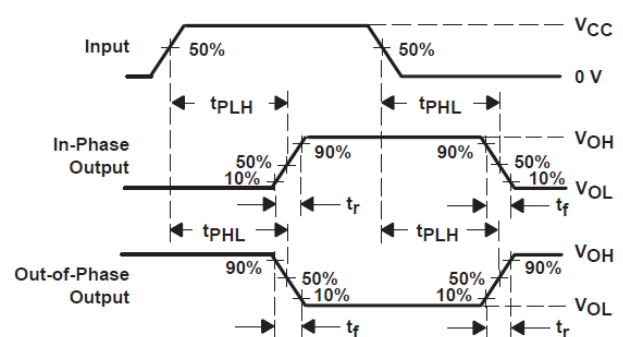 VCC
Input
50%
50%
0 V
tPLH
tPHL
VOH
In-Phase
Output
90%
90%
50%
50%
10%
10%
VOL
tr
tf
tPHL
tPLH
VOH
90%
90%
Out-of-Phase
Output
50%
50%
10%
10%
VOL
tf
tr